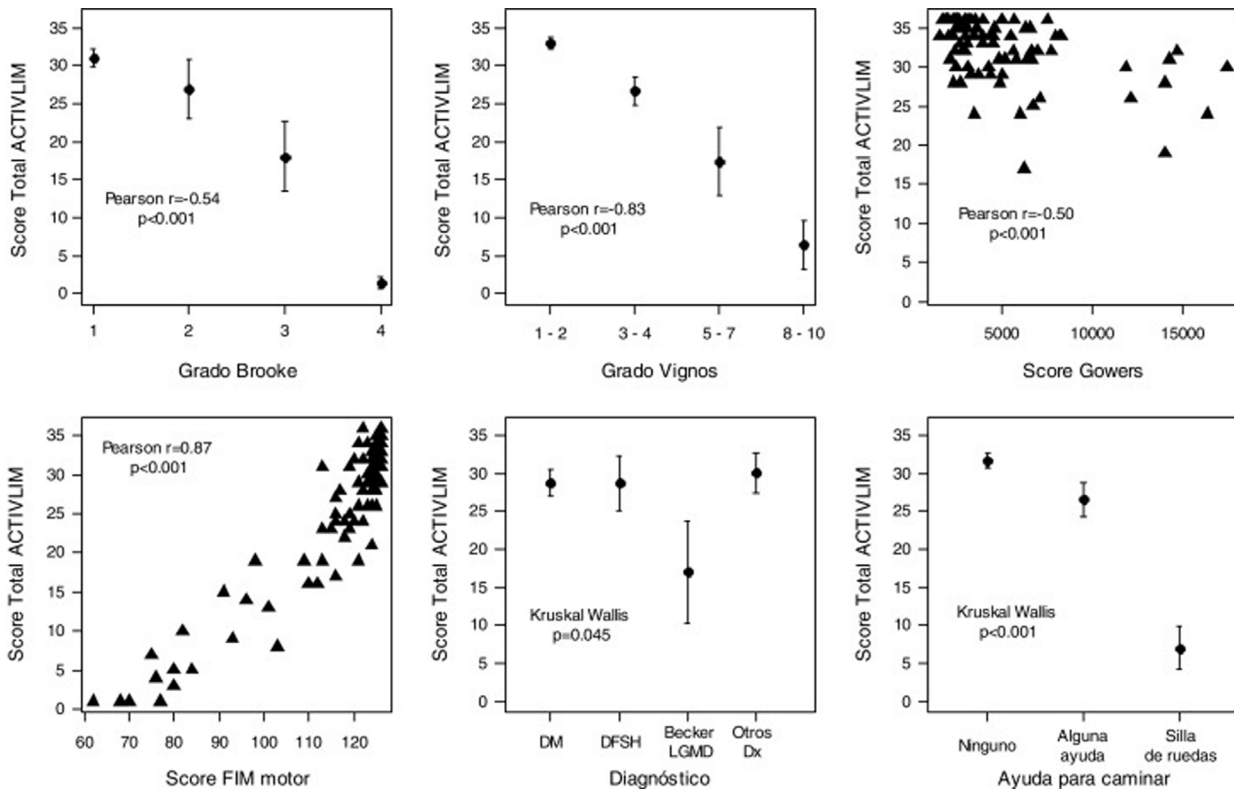 Score Total ACTIVLIM
35
30
25
20
15
10
5
0
Pearson r=-0.54
p<0.001
1 2 3 4
Grado Brooke
Score Total ACTIVLIM
35
30
25
20
15
10
5
0
Pearson r=-0.83
p<0.001
1 - 2 3 - 4 5 - 7 8 - 10
Grado Vignos
Score Total ACTIVLIM
35
30
25
20
15
10
5
0
Pearson r=-0.50
p<0.001
5000 10000 15000
Score Gowers
Score Total ACTIVLIM
35
30
25
20
15
10
5
0
Pearson r=0.87
p<0.001
60 70 80 90 100 110 120
Score FIM motor
Score Total ACTIVLIM
35
30
25
20
15
10
5
0
Kruskal Wallis
p=0.045
DM DFSH Becker LGMD Otros Dx
Diagnóstico
Score Total ACTIVLIM
35
30
25
20
15
10
5
0
Kruskal Wallis
p<0.001
Ninguno Alguna ayuda Silla de ruedas
Ayuda para caminar